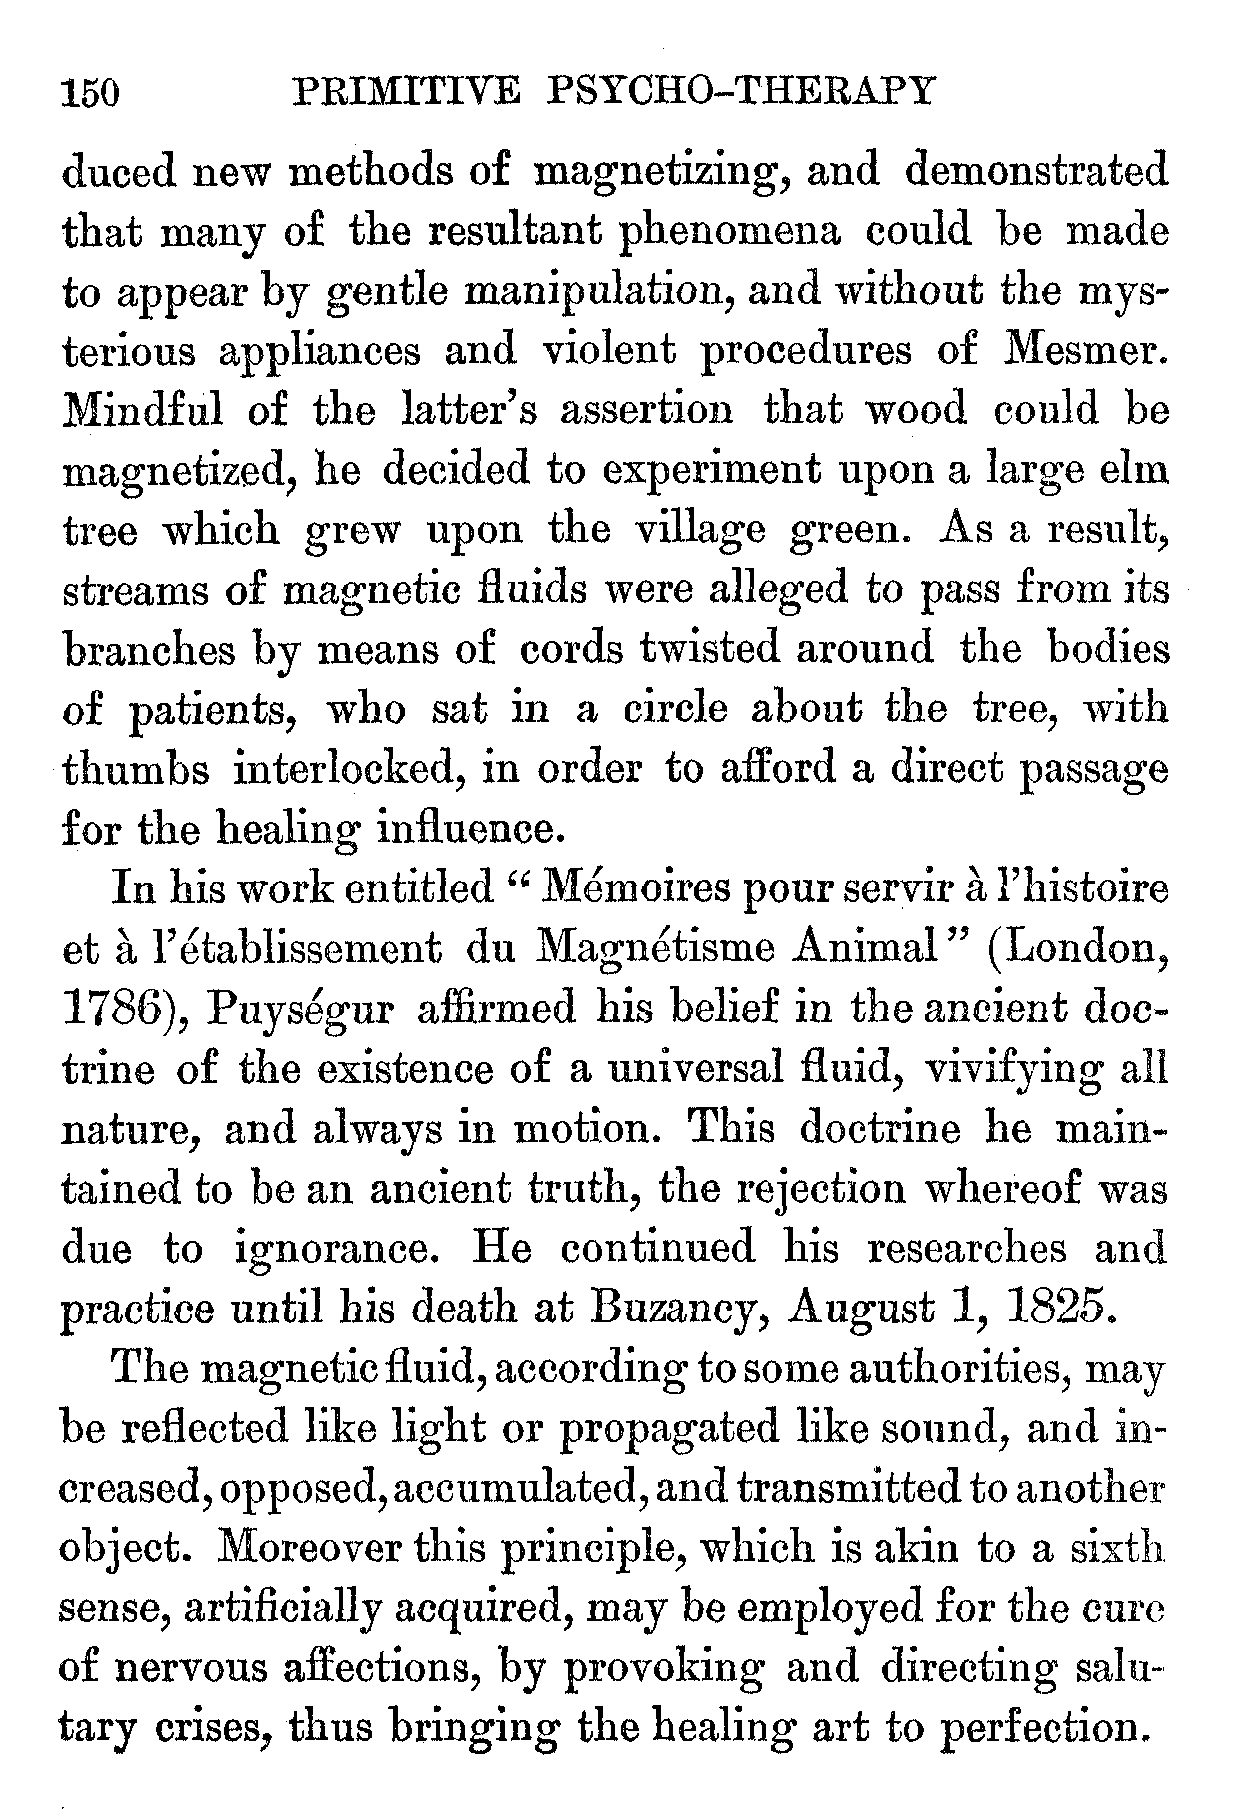 150 PRIMITIVE PSYCHO-THERAPY
duced new methods of magnetizing, and demonstrated
that many of the resultant phenomena could be made
to appear by gentle manipulation, and without the mys-
terious appliances and violent procedures of Mesmer.
Mindful of the latter's assertion that wood could be
magnetized, he decided to experiment upon a large elm
tree which grew upon the village green. As a result,
streams of magnetic fluids were alleged to pass from its
branches by means of cords twisted around the bodies
of patients, who sat in a circle about the tree, with
thumbs interlocked, in order to afford a direct passage
for the healing influence.
In his work entitled “ Mémoires pour servir à l'histoire
et à l'établissement du Magnétisme Animal ” (London,
1786), Puységur affirmed his belief in the ancient doc-
trine of the existence of a universal fluid, vivifying all
nature, and always in motion. This doctrine he main-
tained to be an ancient truth, the rejection whereof was
due to ignorance. He continued his researches and
practice until his death at Buzancy, August 1, 1825.
The magnetic fluid, according to some authorities, may
be reflected like light or propagated like sound, and in-
creased, opposed, accumulated, and transmitted to another
object. Moreover this principle, which is akin to a sixth
sense, artificially acquired, may be employed for the cure
of nervous affections, by provoking and directing salu-
tary crises, thus bringing the healing art to perfection.